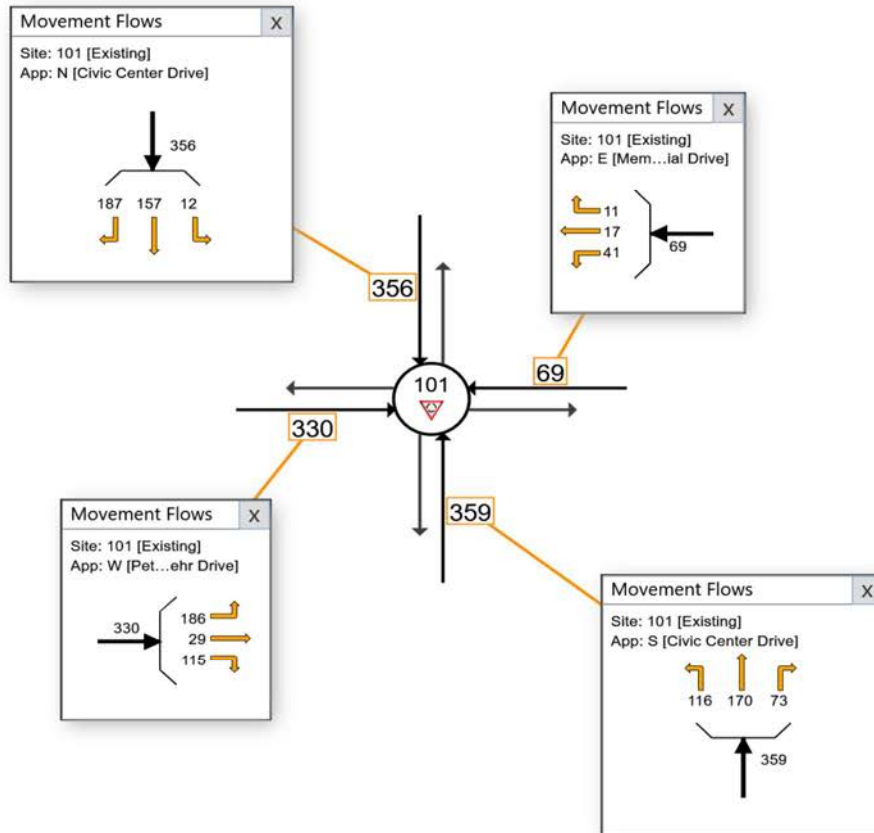 Movement Flows X
Site: 101 [Existing]
App: N [Civic Center Drive]
356
187 157 12
Movement Flows X
Site: 101 [Existing]
App: E [Mem...ial Drive]
11
17
41
69
356
69
101
330
359
Movement Flows X
Site: 101 [Existing]
App: W [Pet...ehr Drive]
330
186
29
115
Movement Flows X
Site: 101 [Existing]
App: S [Civic Center Drive]
116 170 73
359